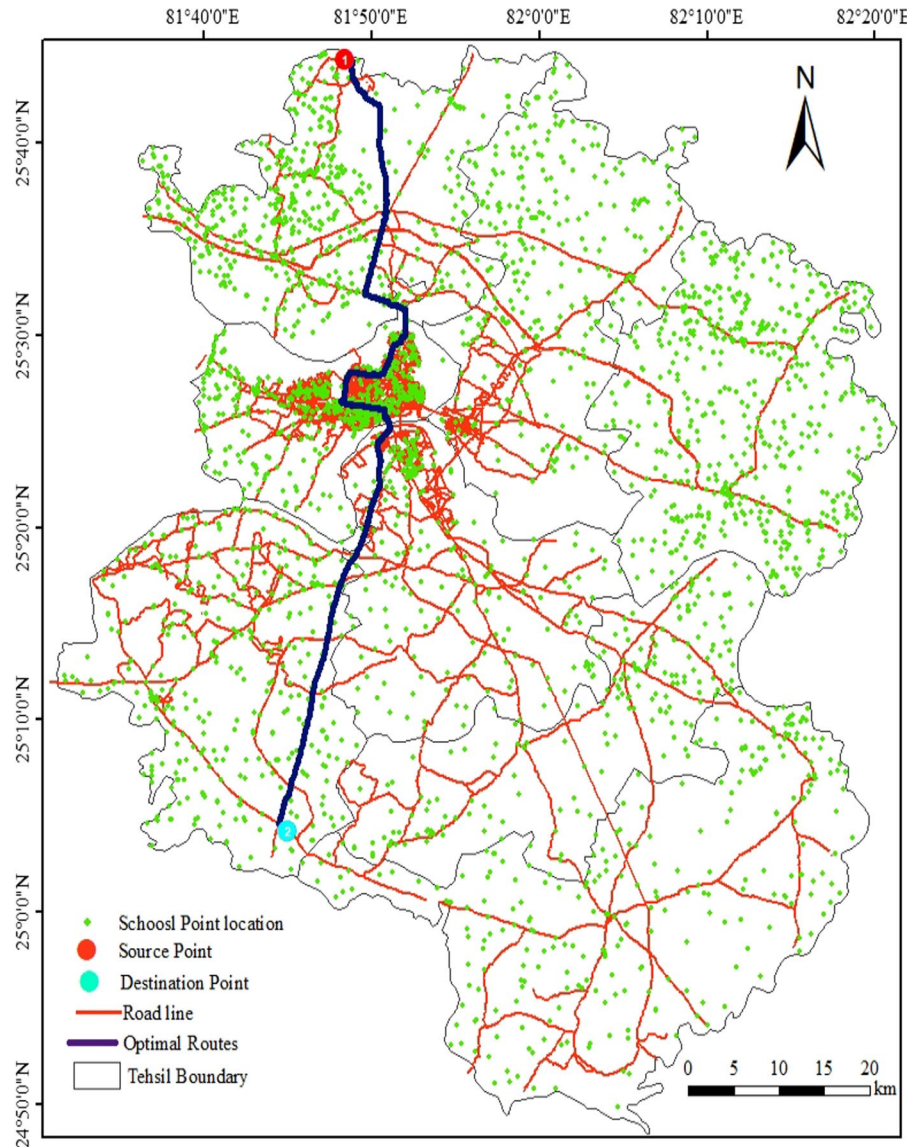 81°40'0"E 81°50'0"E 82°0'0"E 82°10'0"E 82°20'0"E
N
25°40'0"N
25°30'0"N
25°20'0"N
25°10'0"N
25°0'0"N
24°50'0"N
1
2
Schoosl Point location
Source Point
Destination Point
Road line
Optimal Routes
Tehsil Boundary
0 5 10 15 20
km